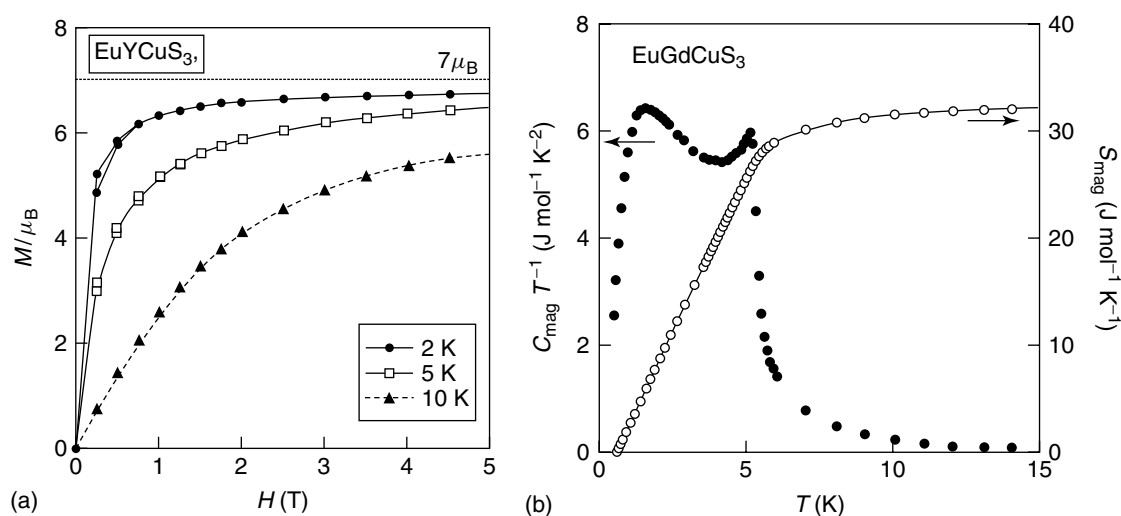 8
6
4
2
0
M/μB
EuYCuS3,
7μB
2 K
5 K
10 K
0 1 2 3 4 5
H (T)
(a)
8
6
4
2
0
Cmag T−1 (J mol−1 K−2)
EuGdCuS3
40
30
20
10
0
Smag (J mol−1 K−1)
0 5 10 15
T (K)
(b)